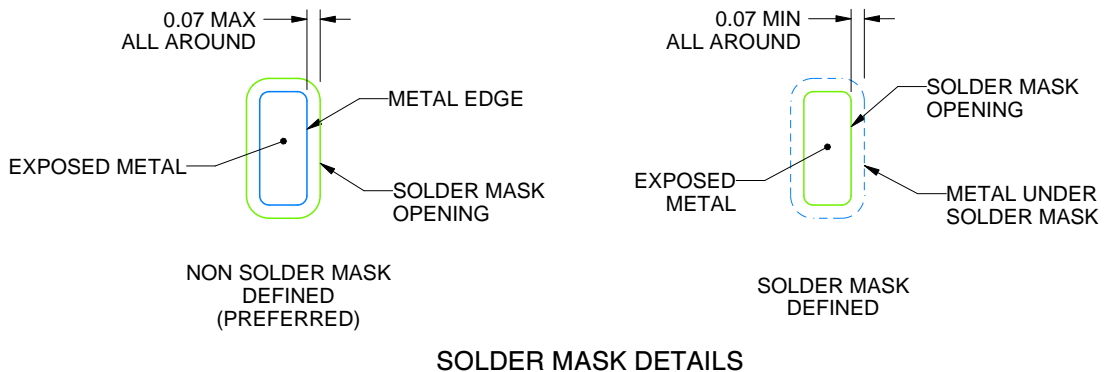 0.07 MAX
ALL AROUND
METAL EDGE
EXPOSED METAL
SOLDER MASK
OPENING
NON SOLDER MASK
DEFINED
(PREFERRED)
0.07 MIN
ALL AROUND
SOLDER MASK
OPENING
EXPOSED
METAL
METAL UNDER
SOLDER MASK
SOLDER MASK
DEFINED
SOLDER MASK DETAILS